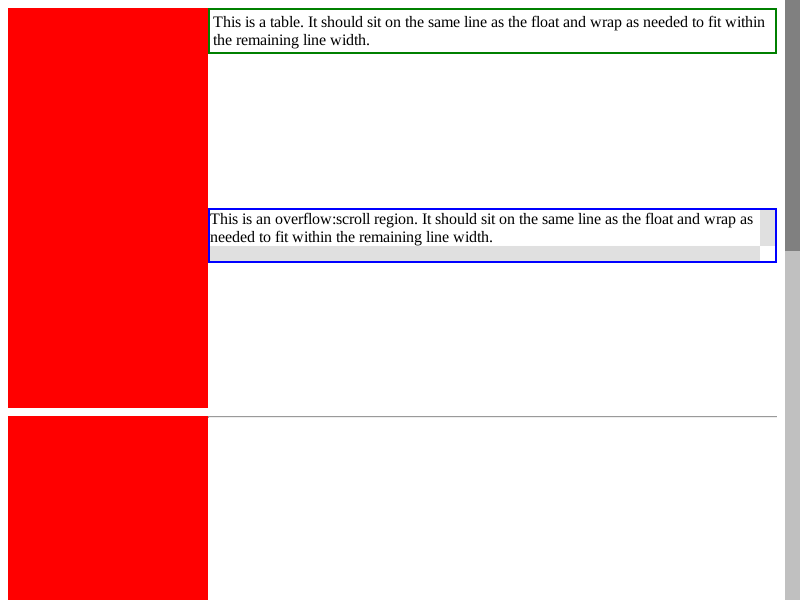 This is a table. It should sit on the same line as the float and wrap as needed to fit within
the remaining line width.
This is an overflow:scroll region. It should sit on the same line as the float and wrap as
needed to fit within the remaining line width.